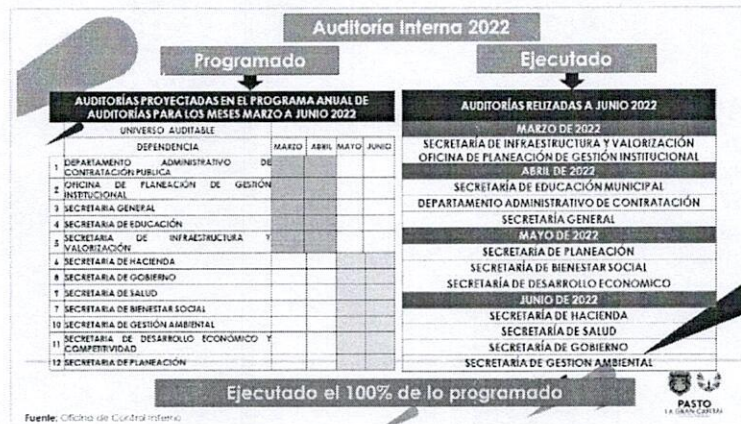 Auditoría Interna 2022
Programado
Ejecutado
AUDITORÍAS PROYECTADAS EN EL PROGRAMA ANUAL DE
AUDITORÍAS PARA LOS MESES MARZO A JUNIO 2022
UNIVERSO AUDITABLE
DEPENDENCIA MARZO ABRIL MAYO JUNIO
1 DEPARTAMENTO ADMINISTRATIVO DE
CONTRATACIÓN PUBLICA
2 OFICINA DE PLANEACIÓN DE GESTIÓN
INSTITUCIONAL
3 SECRETARIA GENERAL
4 SECRETARIA DE EDUCACIÓN
5 SECRETARIA DE INFRAESTRUCTURA Y
VALORIZACIÓN
6 SECRETARIA DE HACIENDA
8 SECRETARIA DE GOBIERNO
SECRETARIA DE SALUD
7 SECRETARIA DE BIENESTAR SOCIAL
10 SECRETARIA DE GESTIÓN AMBIENTAL
11 SECRETARIA DE DESARROLLO ECONÓMICO Y
COMPETITIVIDAD
12 SECRETARIA DE PLANEACIÓN
AUDITORÍAS RELIZADAS A JUNIO 2022
MARZO DE 2022
SECRETARÍA DE INFRAESTRUCTURA Y VALORIZACIÓN
OFICINA DE PLANEACIÓN DE GESTIÓN INSTITUCIONAL
ABRIL DE 2022
SECRETARÍA DE EDUCACIÓN MUNICIPAL
DEPARTAMENTO ADMINISTRATIVO DE CONTRATACIÓN
SECRETARÍA GENERAL
MAYO DE 2022
SECRETARÍA DE PLANEACIÓN
SECRETARÍA DE BIENESTAR SOCIAL
SECRETARÍA DE DESARROLLO ECONOMICO
JUNIO DE 2022
SECRETARÍA DE HACIENDA
SECRETARÍA DE SALUD
SECRETARÍA DE GOBIERNO
SECRETARÍA DE GESTION AMBIENTAL
Ejecutado el 100% de lo programado
PASTO
LA GRAN CAPITAL
Fuente: Oficina de Control Interno